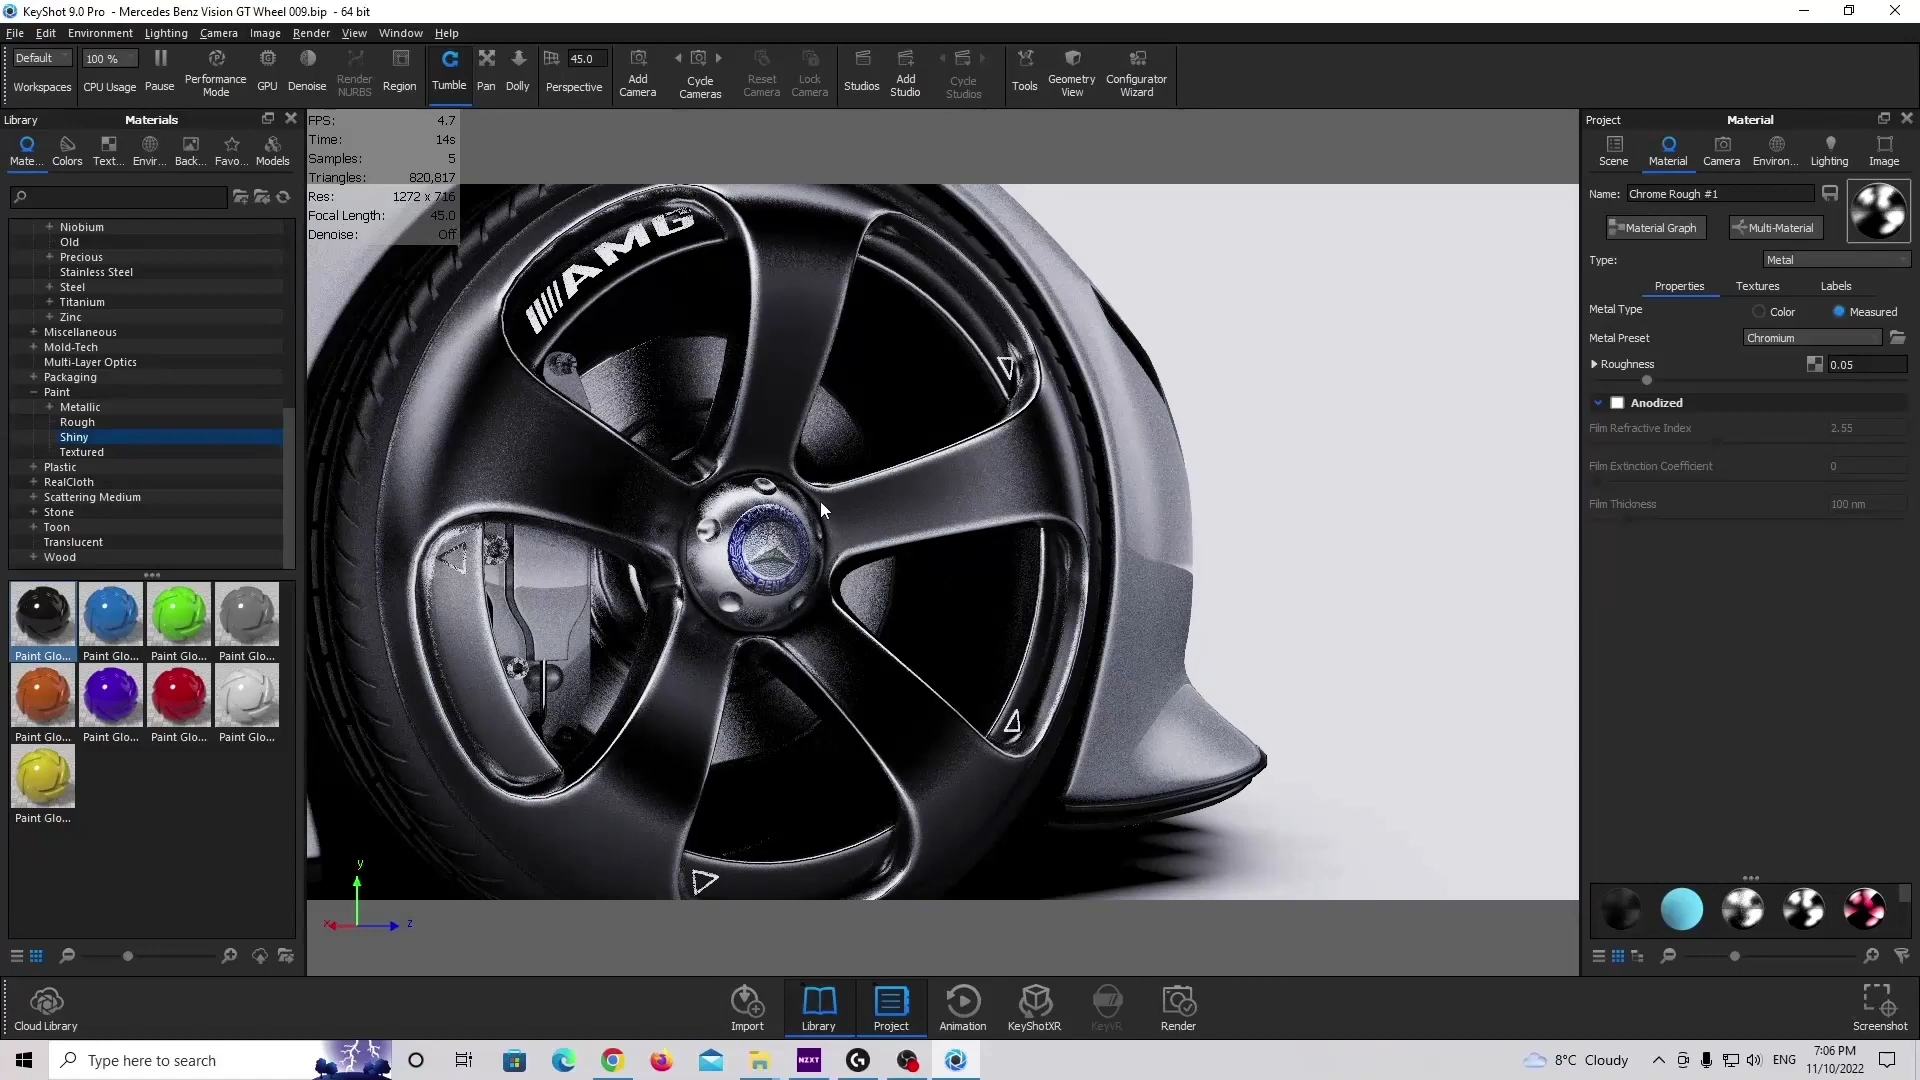 KeyShot 9.0 Pro - Mercedes Benz Vision GT Wheel 009.bip - 64 bit
File Edit Environment Lighting Camera Image Render View Window Help
Default 100 % 45.0
Workspaces CPU Usage Pause Performance Mode GPU Denoise Render NURBS Region Tumble Pan Dolly Perspective Add Camera Cycle Cameras Reset Camera Lock Camera Studios Add Studio Cycle Studios Tools Geometry View Configurator Wizard
Library Materials
Mate... Colors Text... Envir... Back... Favo... Models
Niobium
Old
Precious
Stainless Steel
Steel
Titanium
Zinc
Miscellaneous
Mold-Tech
Multi-Layer Optics
Packaging
Paint
Metallic
Rough
Shiny
Textured
Plastic
RealCloth
Scattering Medium
Stone
Toon
Translucent
Wood
Paint Glo... Paint Glo... Paint Glo... Paint Glo...
Paint Glo... Paint Glo... Paint Glo... Paint Glo...
Paint Glo...
FPS: 4.7
Time: 14s
Samples: 5
Triangles: 820,817
Res: 1272 x 716
Focal Length: 45.0
Denoise: Off
AMG
BENZ
y
x z
Project Material
Scene Material Camera Environ... Lighting Image
Name: Chrome Rough #1
Material Graph Multi-Material
Type: Metal
Properties Textures Labels
Metal Type Color Measured
Metal Preset Chromium
Roughness 0.05
Anodized
Film Refractive Index 2.55
Film Extinction Coefficient 0
Film Thickness 100 nm
Cloud Library Import Library Project Animation KeyShotXR KeyVR Render Screenshot
Type here to search
NZXT
8°C Cloudy
ENG
7:06 PM
11/10/2022